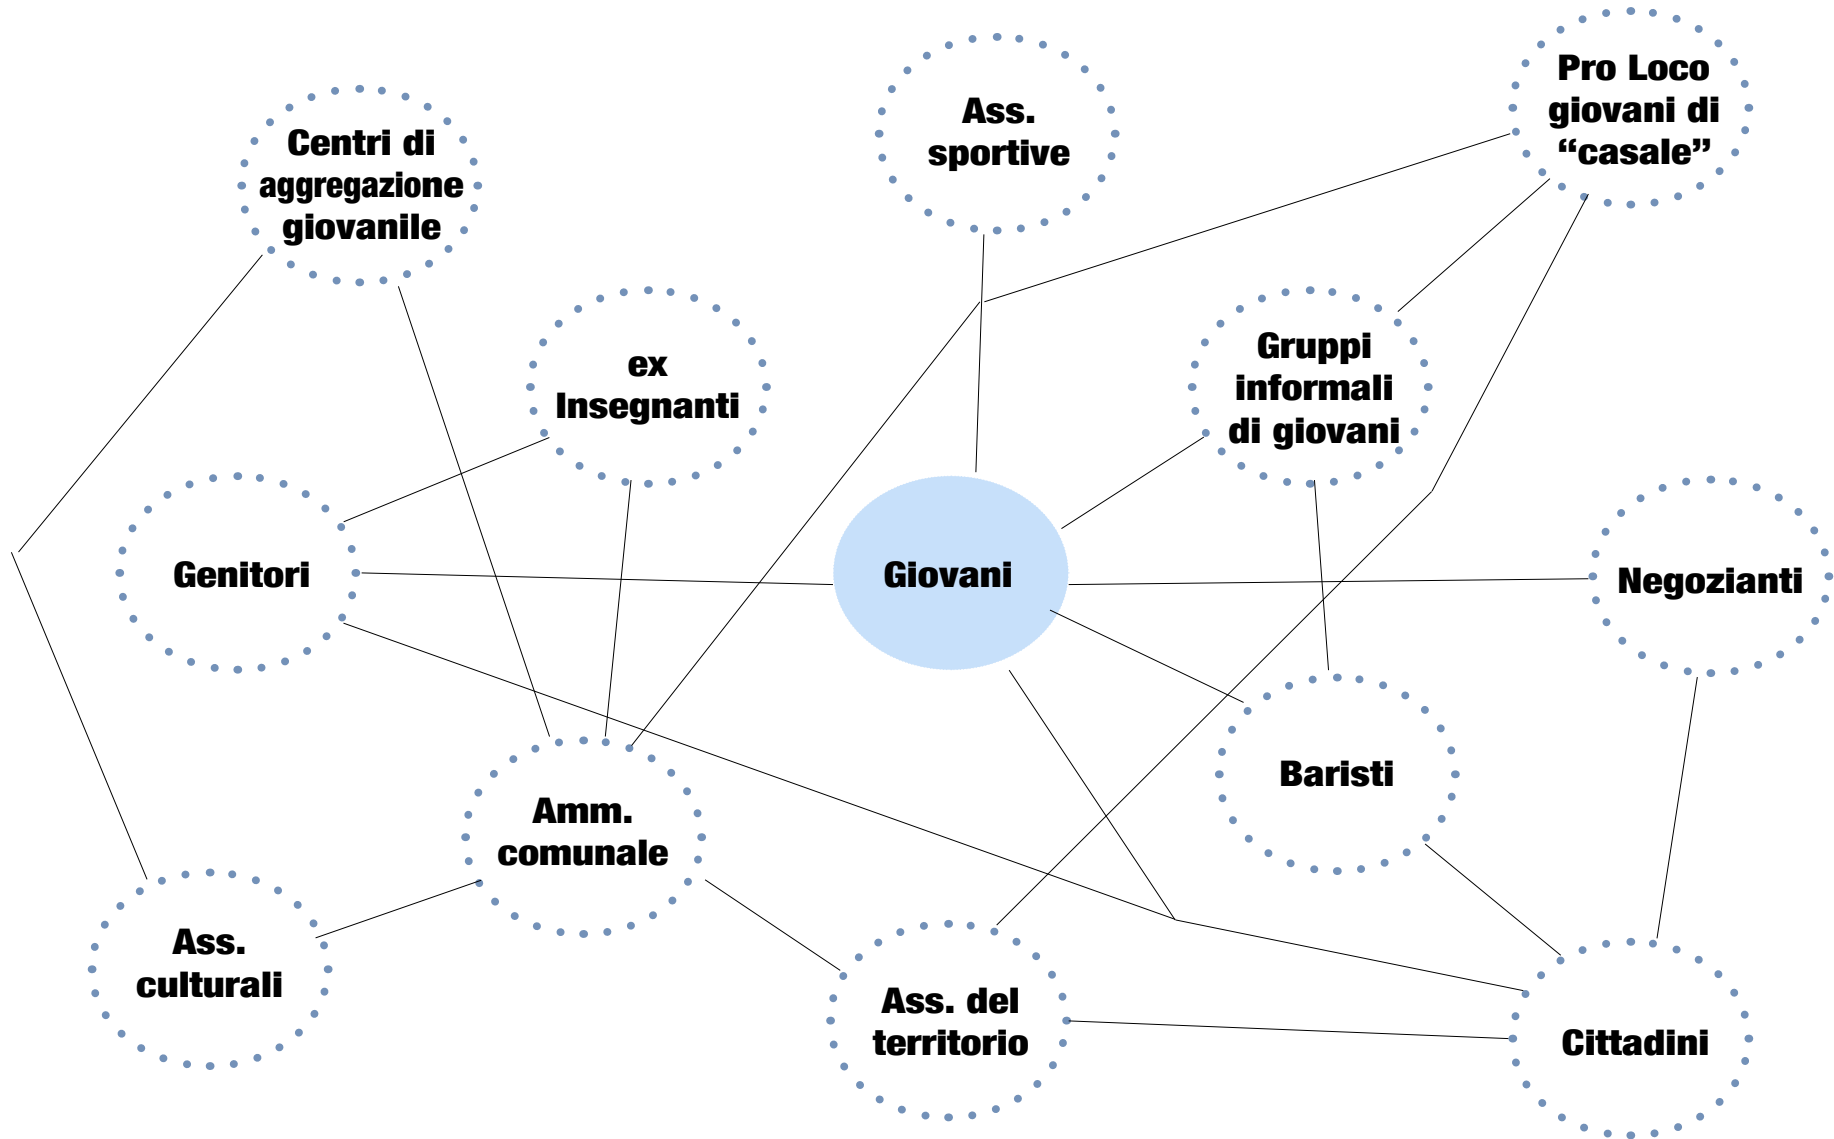 Pro Loco
giovani di
“casale”
Ass.
sportive
Centri di
aggregazione
giovanile
ex
Insegnanti
Gruppi
informali
di giovani
Genitori
Giovani
Negozianti
Baristi
Amm.
comunale
Ass.
culturali
Ass. del
territorio
Cittadini